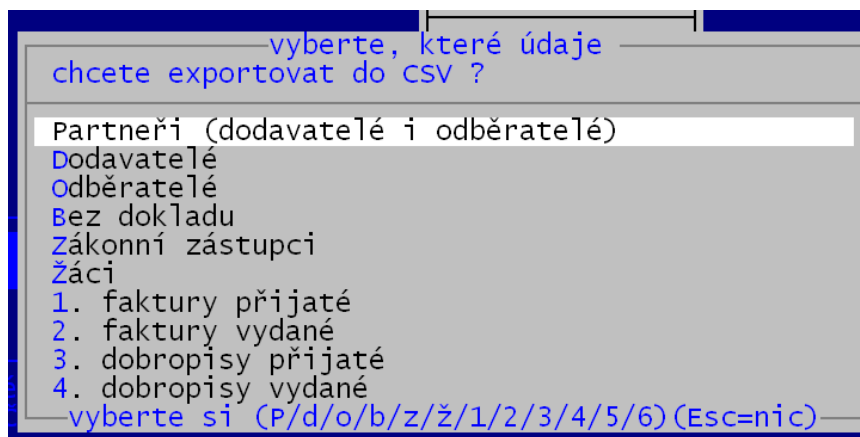 vyberte, které údaje
chcete exportovat do CSV ?
Partneři (dodavatelé i odběratelé)
Dodavatelé
Odběratelé
Bez dokladu
Zákonní zástupci
Žáci
1. faktury přijaté
2. faktury vydané
3. dobropisy přijaté
4. dobropisy vydané
vyberte si (P/d/o/b/z/ž/1/2/3/4/5/6)(Esc=nic)